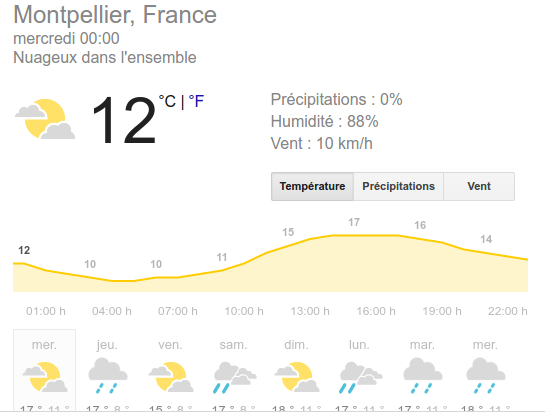 Montpellier, France
mercredi 00:00
Nuageux dans l'ensemble
12 °C | °F
Précipitations : 0%
Humidité : 88%
Vent : 10 km/h
Température Précipitations Vent
12 10 10 11 15 17 16 14
01:00 h 04:00 h 07:00 h 10:00 h 13:00 h 16:00 h 19:00 h 22:00 h
mer. jeu. ven. sam. dim. lun. mar. mer.
17 ° 11 ° 17 ° 8 ° 15 ° 8 ° 17 ° 8 ° 18 ° 11 ° 17 ° 11 ° 17 ° 11 ° 18 ° 11 °